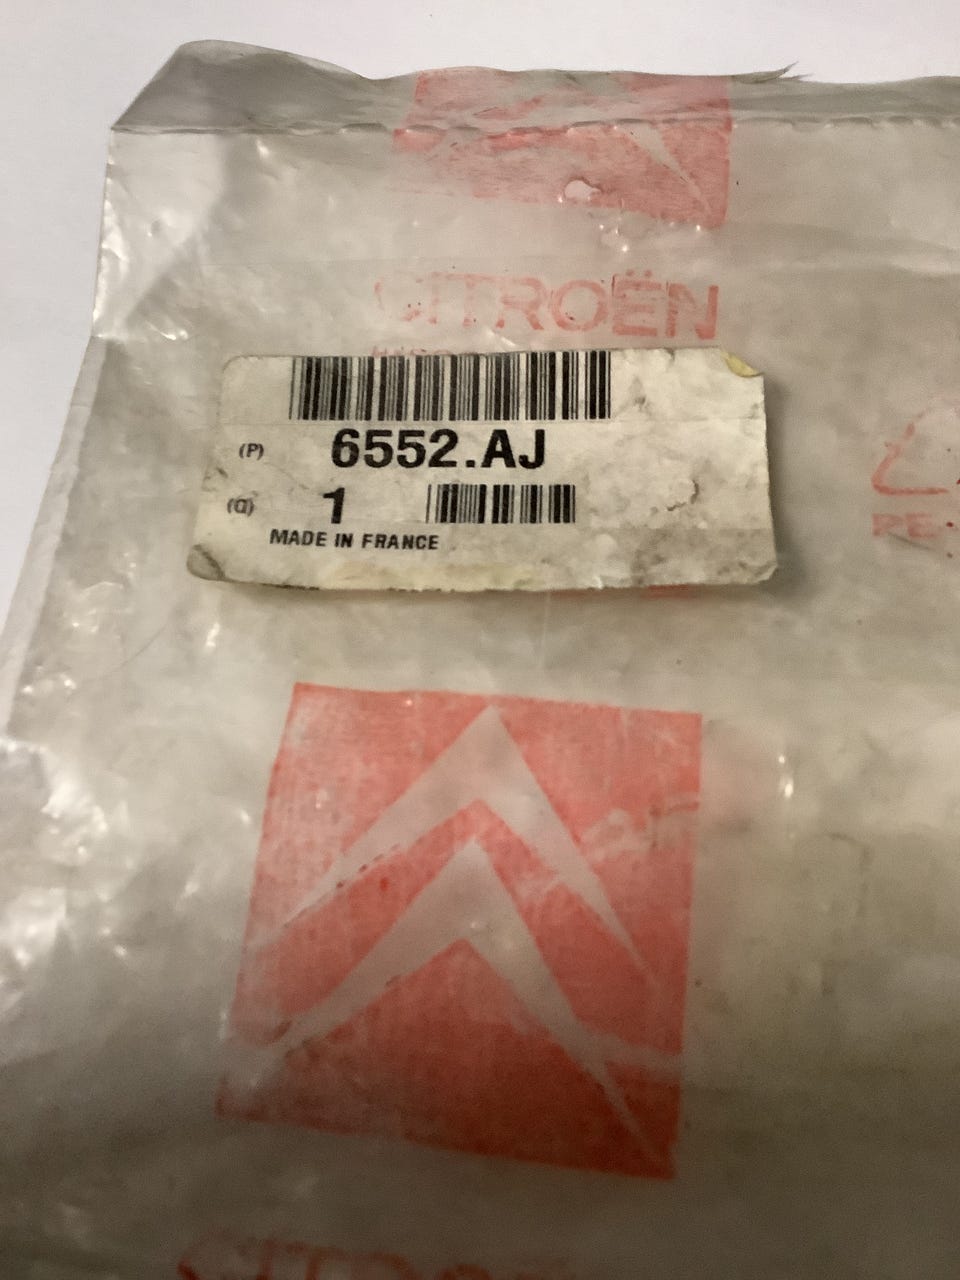 CITROËN
(P) 6552.AJ
(Q) 1
MADE IN FRANCE